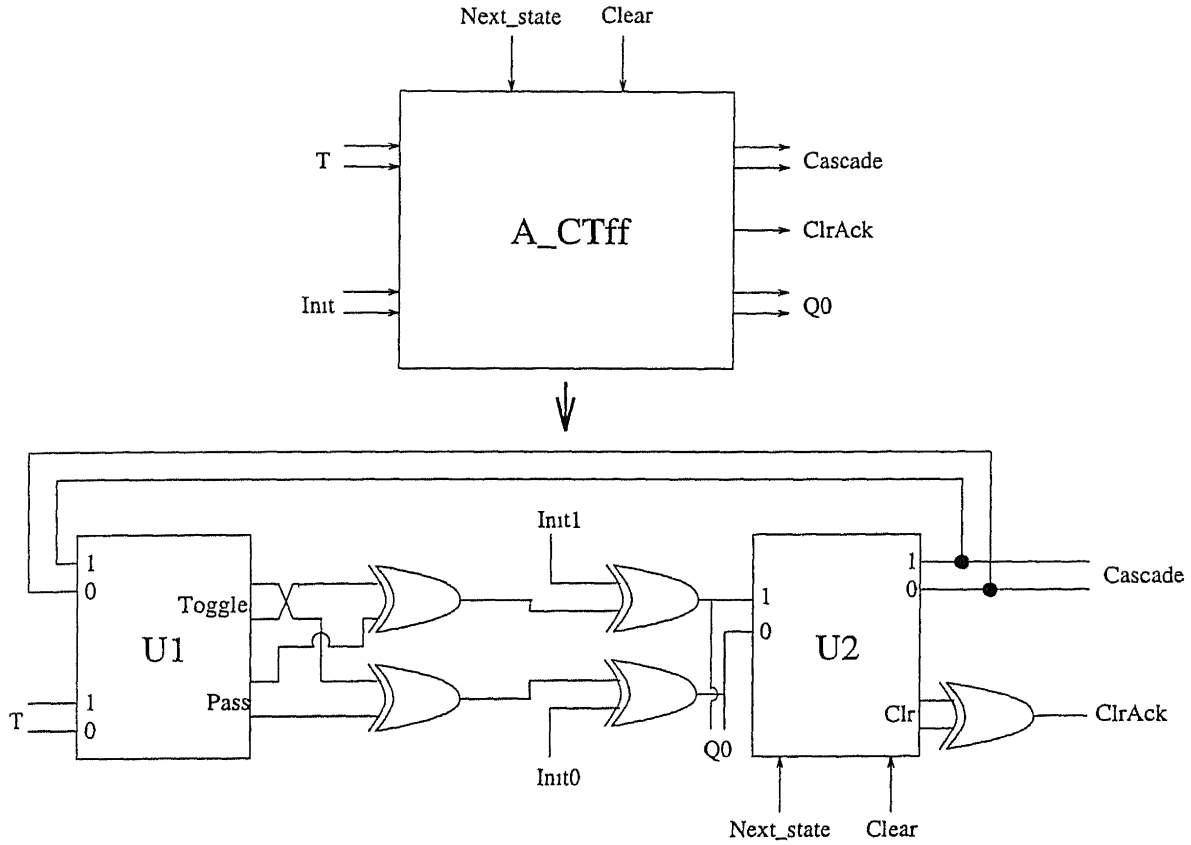 Next_state Clear
T
Cascade
A_CTff
ClrAck
Init
Q0
Init1
1
0
Toggle
U1
Pass
1
T
0
1
0
U2
Clr
1
0
Cascade
ClrAck
Q0
Init0
Next_state Clear